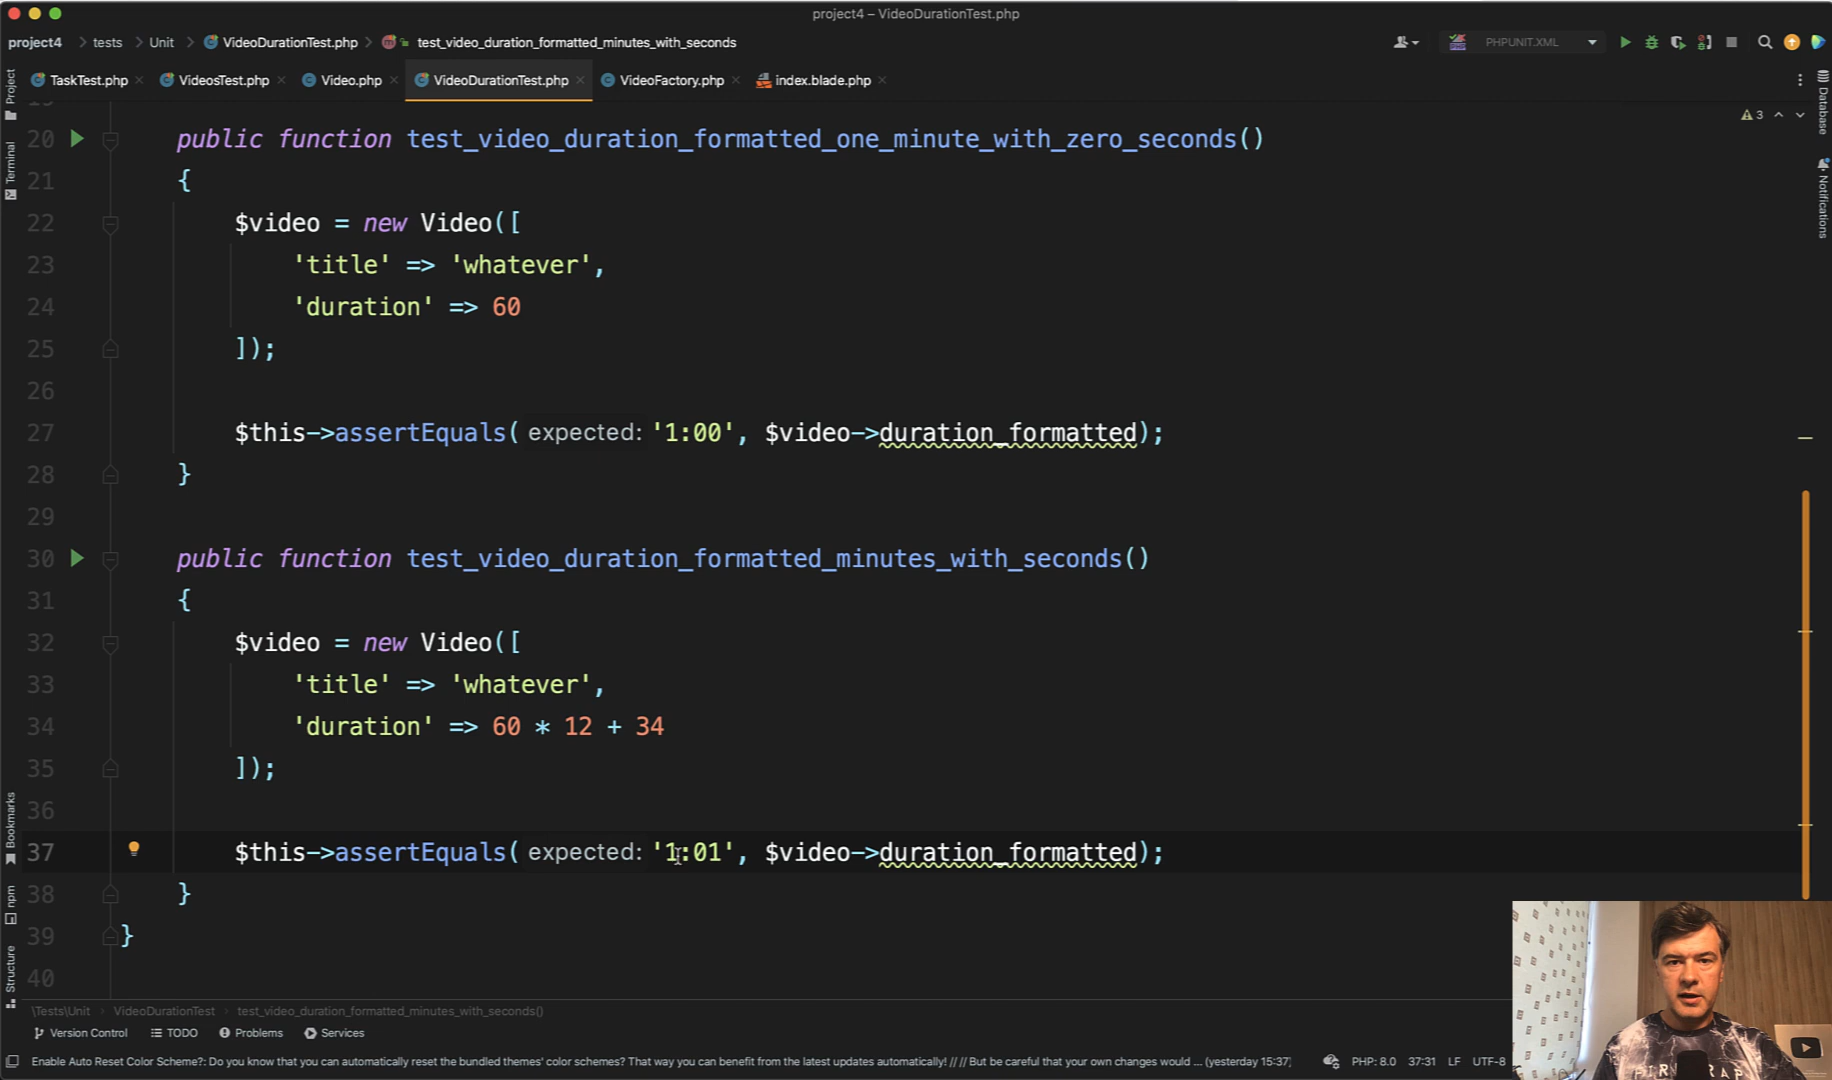 project4 – VideoDurationTest.php
project4 > tests > Unit > VideoDurationTest.php > test_video_duration_formatted_minutes_with_seconds
PHPUNIT.XML
TaskTest.php VideosTest.php Video.php VideoDurationTest.php VideoFactory.php index.blade.php
3
Project
Terminal
Bookmarks
npm
Structure
Database
Notifications
20 public function test_video_duration_formatted_one_minute_with_zero_seconds()
21 {
22 $video = new Video([
23 'title' => 'whatever',
24 'duration' => 60
25 ]);
26
27 $this->assertEquals( expected: '1:00', $video->duration_formatted);
28 }
29
30 public function test_video_duration_formatted_minutes_with_seconds()
31 {
32 $video = new Video([
33 'title' => 'whatever',
34 'duration' => 60 * 12 + 34
35 ]);
36
37 $this->assertEquals( expected: '1:01', $video->duration_formatted);
38 }
39 }
40
\Tests\Unit > VideoDurationTest > test_video_duration_formatted_minutes_with_seconds()
Version Control TODO Problems Services
Enable Auto Reset Color Scheme?: Do you know that you can automatically reset the bundled themes' color schemes? That way you can benefit from the latest updates automatically! // // But be careful that your own changes would ... (yesterday 15:37) PHP: 8.0 37:31 LF UTF-8